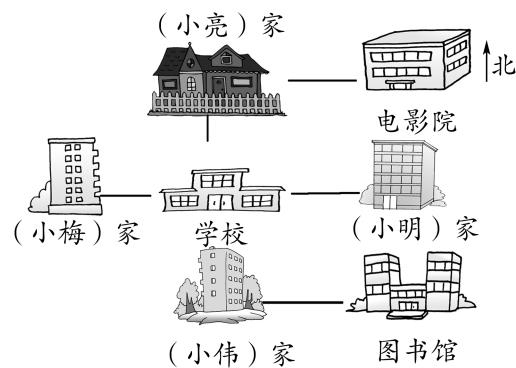 （小亮）家
北
电影院
（小梅）家
学校
（小明）家
（小伟）家
图书馆